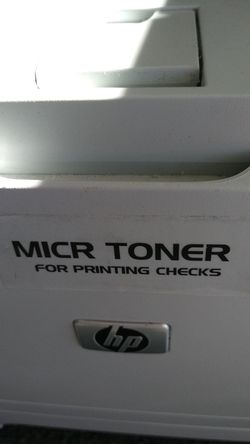 MICR TONER
FOR PRINTING CHECKS
hp